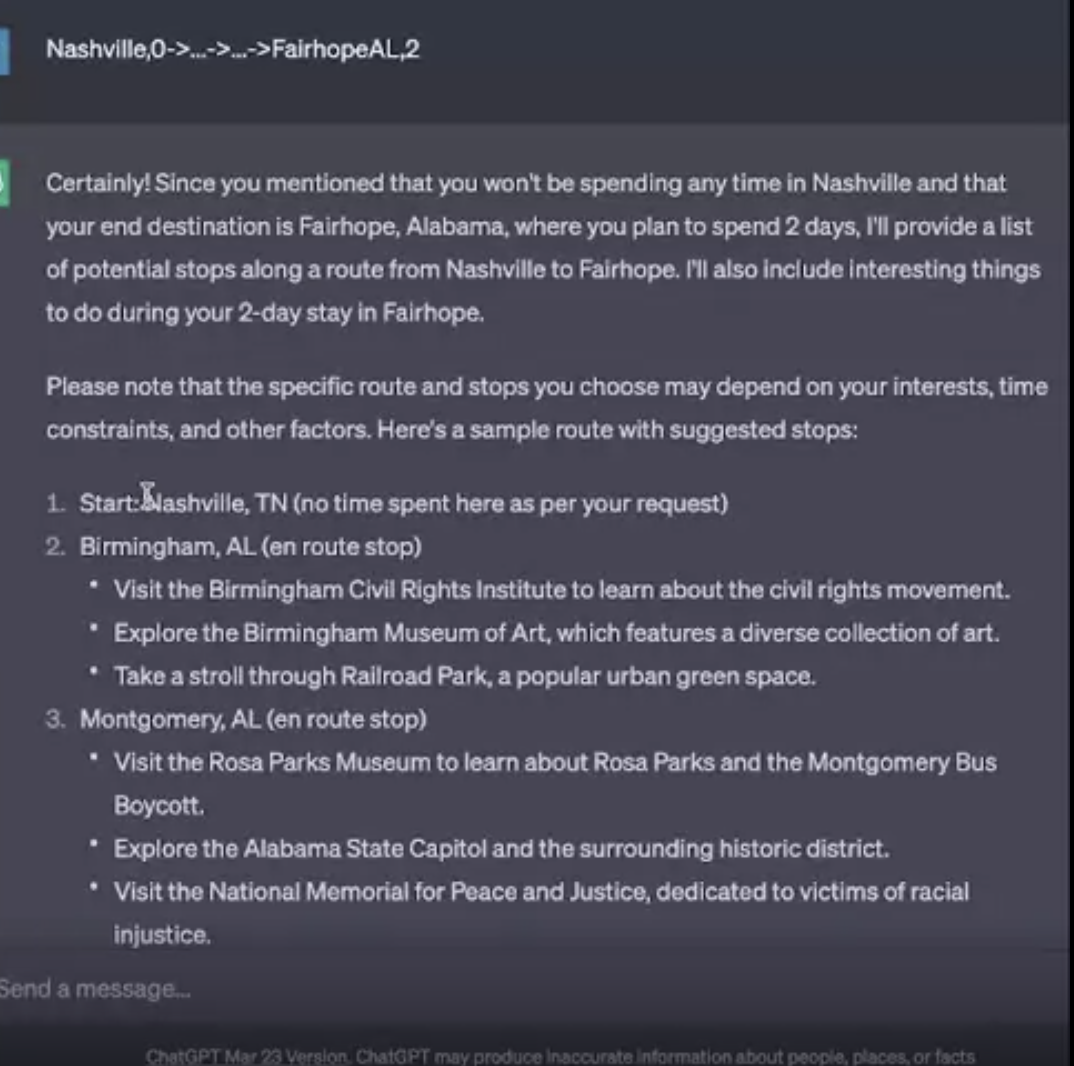 Nashville,0->...->...->FairhopeAL,2
Certainly! Since you mentioned that you won't be spending any time in Nashville and that
your end destination is Fairhope, Alabama, where you plan to spend 2 days, I'll provide a list
of potential stops along a route from Nashville to Fairhope. I'll also include interesting things
to do during your 2-day stay in Fairhope.
Please note that the specific route and stops you choose may depend on your interests, time
constraints, and other factors. Here's a sample route with suggested stops:
1. Start: Nashville, TN (no time spent here as per your request)
2. Birmingham, AL (en route stop)
• Visit the Birmingham Civil Rights Institute to learn about the civil rights movement.
• Explore the Birmingham Museum of Art, which features a diverse collection of art.
• Take a stroll through Railroad Park, a popular urban green space.
3. Montgomery, AL (en route stop)
• Visit the Rosa Parks Museum to learn about Rosa Parks and the Montgomery Bus
Boycott.
• Explore the Alabama State Capitol and the surrounding historic district.
• Visit the National Memorial for Peace and Justice, dedicated to victims of racial
injustice.
Send a message...
ChatGPT Mar 23 Version. ChatGPT may produce inaccurate information about people, places, or facts